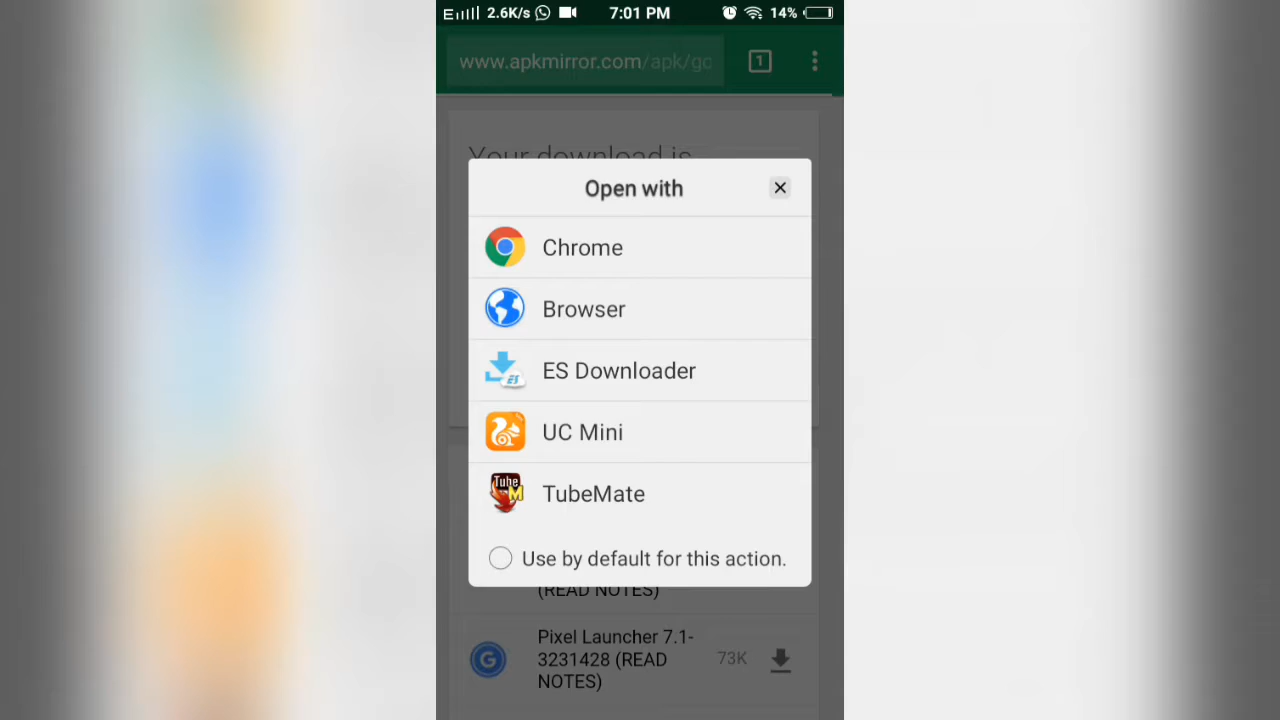 E 2.6K/s 7:01 PM 14%
www.apkmirror.com/apk/gc
1
Your download is
Open with
Chrome
Browser
ES Downloader
UC Mini
TubeMate
Use by default for this action.
(READ NOTES)
Pixel Launcher 7.1-
3231428 (READ 73K
NOTES)